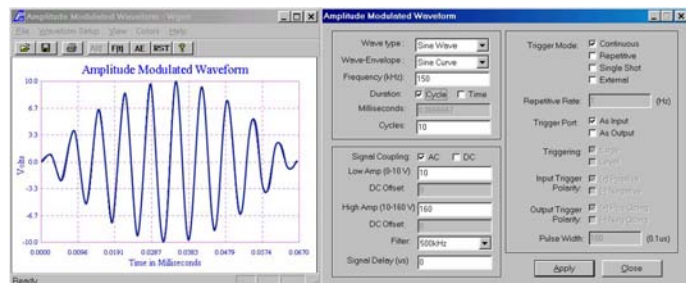 Amplitude Modulated Waveform - Wgen
File Waveform Setup View Colors Help
F(t) AE RST ?
Amplitude Modulated Waveform
10.0
6.7
3.3
0.0
-3.3
-6.7
-10.0
Volts
0.0000 0.0096 0.0191 0.0287 0.0383 0.0479 0.0574 0.0670
Time in Milliseconds
Ready
Amplitude Modulated Waveform
Wave type: Sine Wave
Wave-Envelope: Sine Curve
Frequency (kHz): 150
Duration: Cycle Time
Milliseconds:
Cycles: 10
Signal Coupling: AC DC
Low Amp (0-10 V) 10
DC Offset:
High Amp (10-160 V) 160
DC Offset:
Filter: 500kHz
Signal Delay (us) 0
Trigger Mode: Continuous
Repetitive
Single Shot
External
Repetitive Rate: (Hz)
Trigger Port: As Input
As Output
Triggering:
Level
Input Trigger
Polarity:
Output Trigger
Polarity:
Pulse Width: (0.1us)
Apply Close